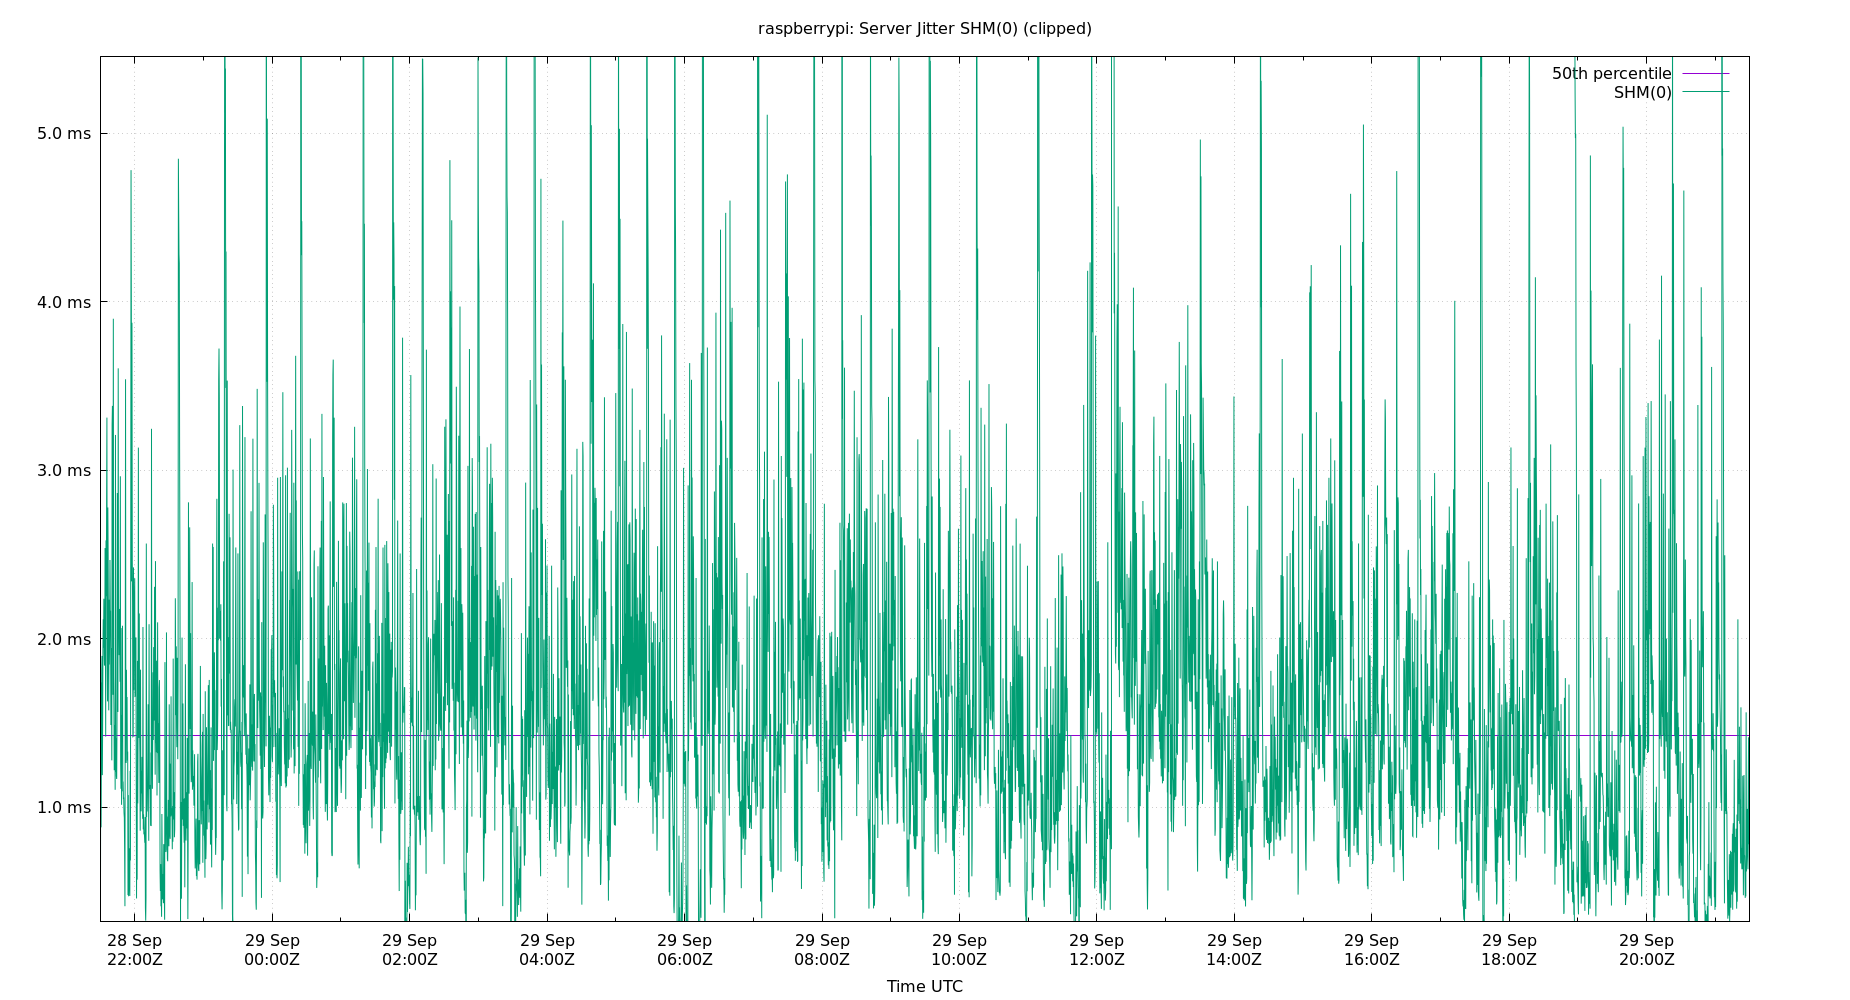 raspberrypi: Server Jitter SHM(0) (clipped)
50th percentile
SHM(0)
5.0 ms
4.0 ms
3.0 ms
2.0 ms
1.0 ms
28 Sep 29 Sep 29 Sep 29 Sep 29 Sep 29 Sep 29 Sep 29 Sep 29 Sep 29 Sep 29 Sep 29 Sep
22:00Z 00:00Z 02:00Z 04:00Z 06:00Z 08:00Z 10:00Z 12:00Z 14:00Z 16:00Z 18:00Z 20:00Z
Time UTC